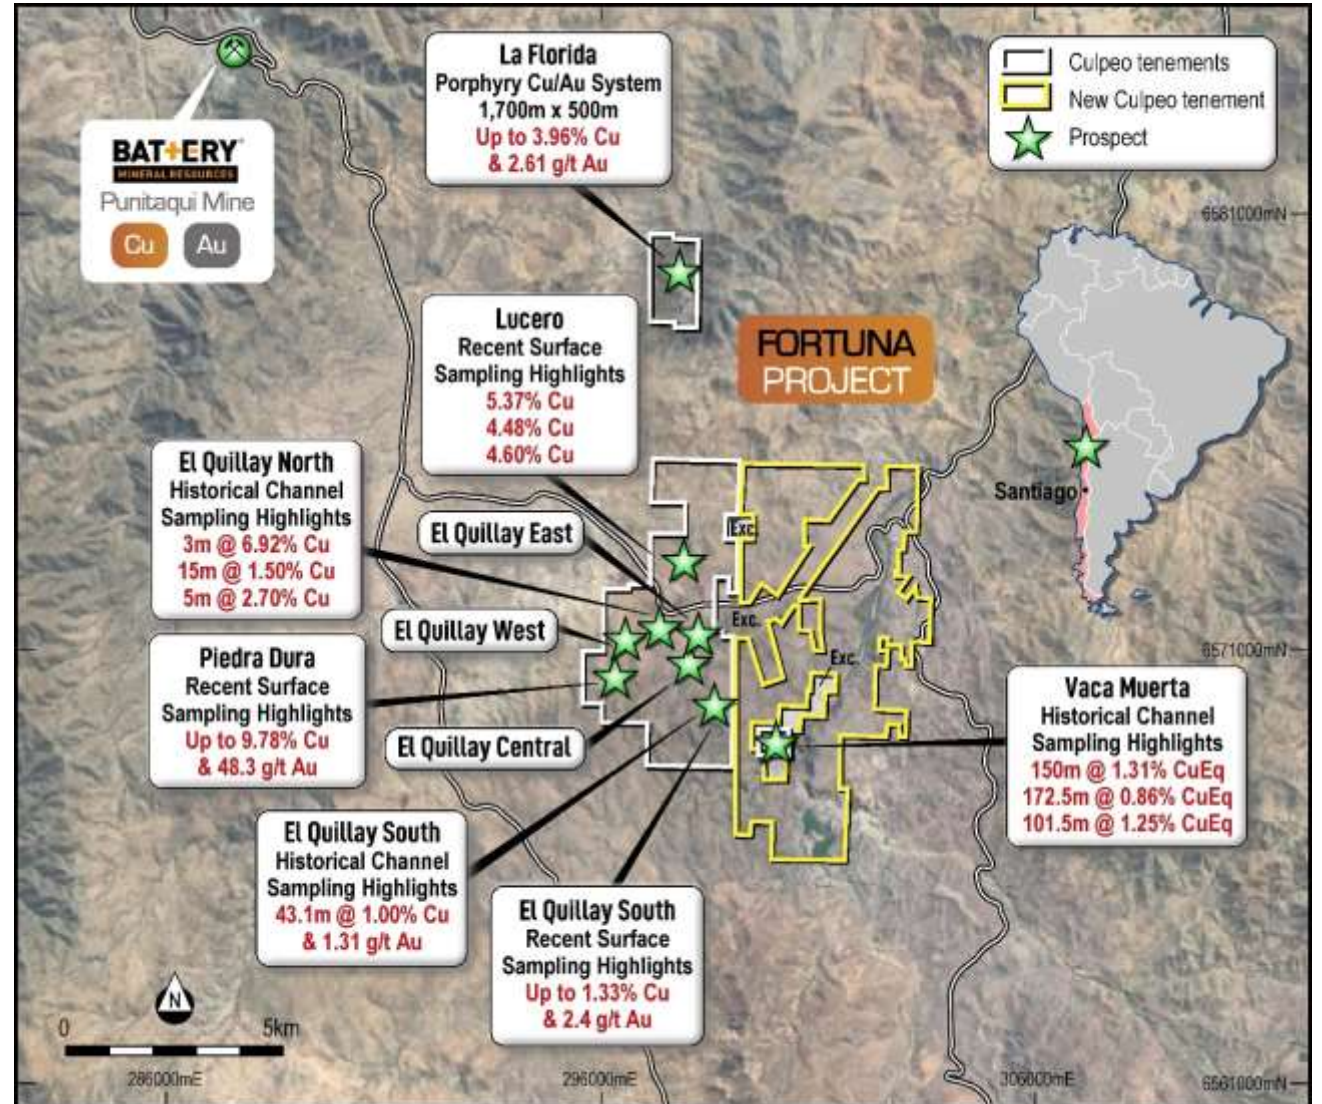 La Florida
Porphyry Cu/Au System
1,700m x 500m
Up to 3.96% Cu
& 2.61 g/t Au
Culpeo tenements
New Culpeo tenement
Prospect
BATTERY
MINERAL RESOURCES
Punitaqui Mine
Cu
Au
6581000mN
Lucero
Recent Surface
Sampling Highlights
5.37% Cu
4.48% Cu
4.60% Cu
FORTUNA
PROJECT
Santiago
El Quillay North
Historical Channel
Sampling Highlights
3m @ 6.92% Cu
15m @ 1.50% Cu
5m @ 2.70% Cu
El Quillay East
Exc.
El Quillay West
Exc.
Exc.
6571000mN
Piedra Dura
Recent Surface
Sampling Highlights
Up to 9.78% Cu
& 48.3 g/t Au
El Quillay Central
Vaca Muerta
Historical Channel
Sampling Highlights
150m @ 1.31% CuEq
172.5m @ 0.86% CuEq
101.5m @ 1.25% CuEq
El Quillay South
Historical Channel
Sampling Highlights
43.1m @ 1.00% Cu
& 1.31 g/t Au
El Quillay South
Recent Surface
Sampling Highlights
Up to 1.33% Cu
& 2.4 g/t Au
N
0
5km
286000mE
296000mE
306000mE
6561000mN